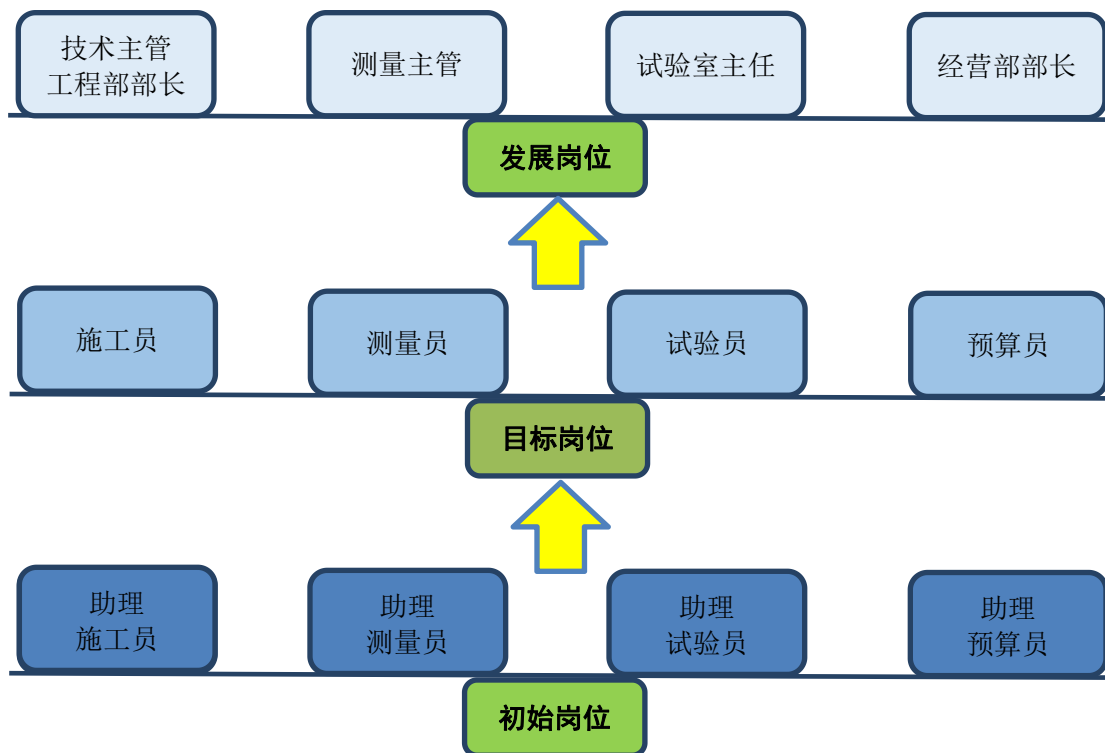 技术主管
工程部部长
测量主管
试验室主任
经营部部长
发展岗位
施工员
测量员
试验员
预算员
目标岗位
助理
施工员
助理
测量员
助理
试验员
助理
预算员
初始岗位